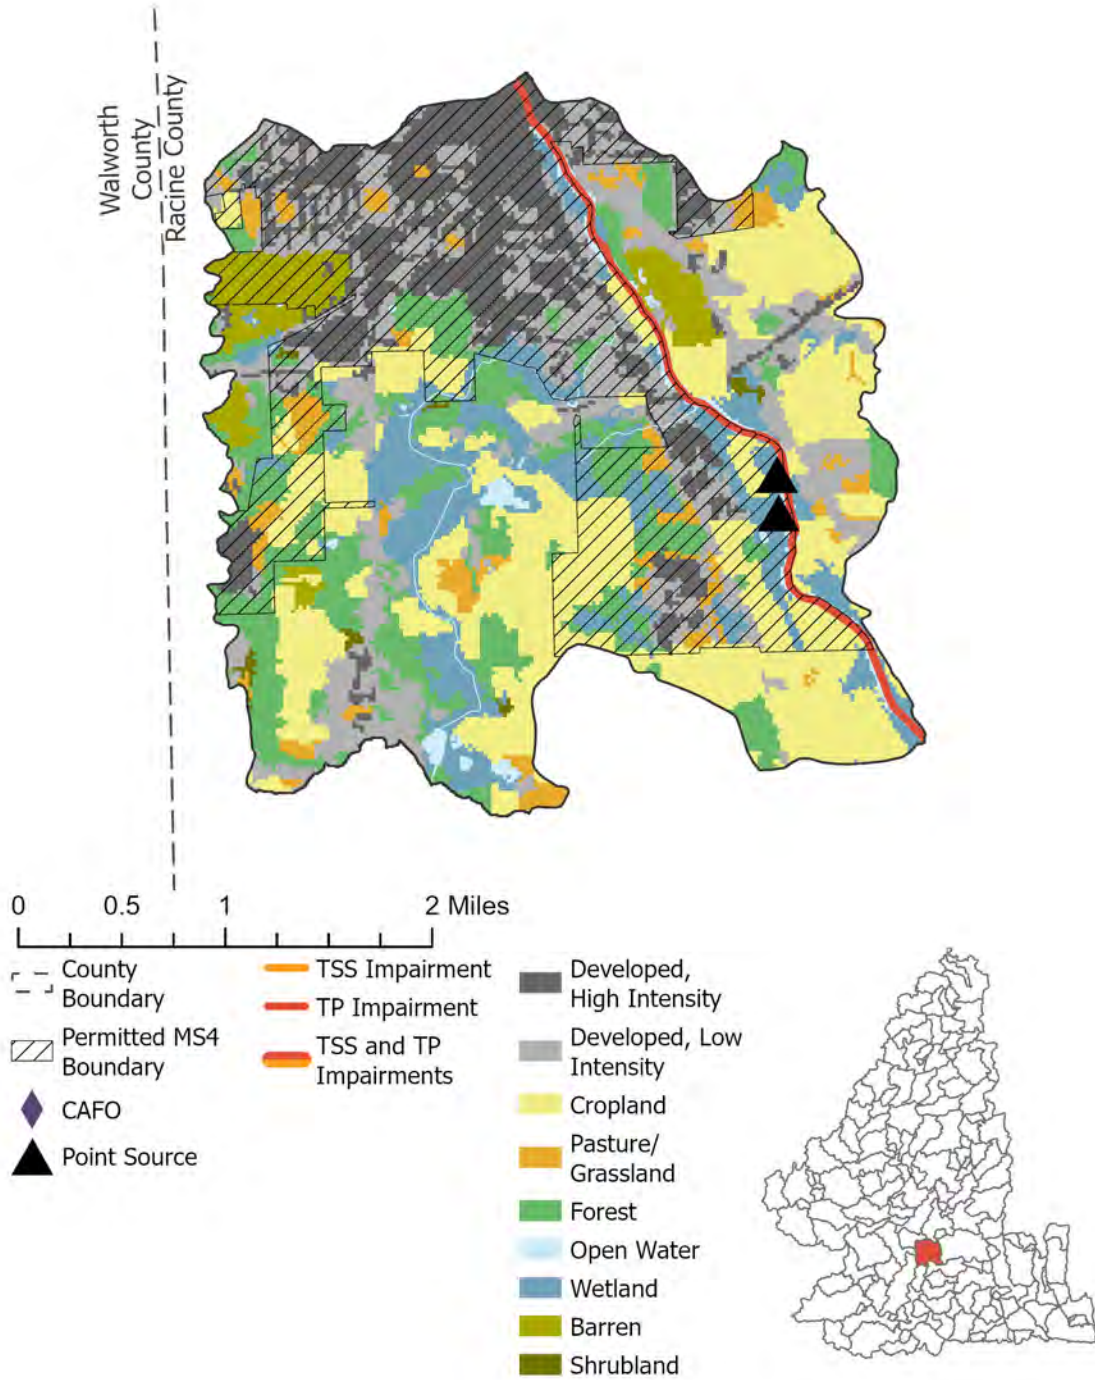 Walworth
County
Racine County
0 0.5 1 2 Miles
County
Boundary
Permitted MS4
Boundary
CAFO
Point Source
TSS Impairment
TP Impairment
TSS and TP
Impairments
Developed,
High Intensity
Developed, Low
Intensity
Cropland
Pasture/
Grassland
Forest
Open Water
Wetland
Barren
Shrubland